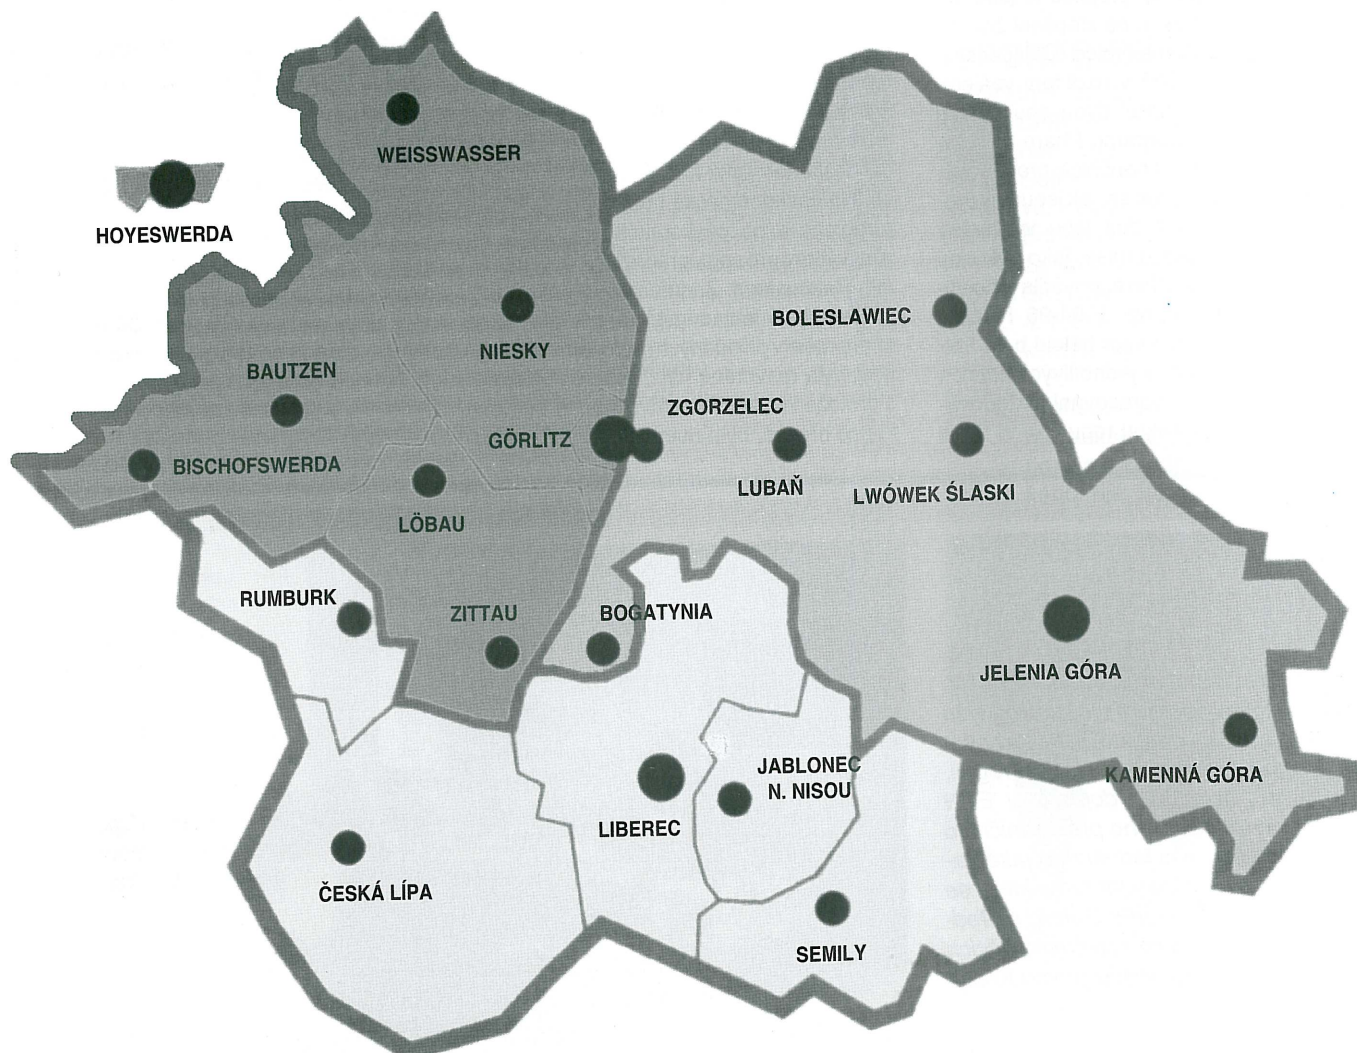 WEISSWASSER
HOYESWERDA
BOLESLAWIEC
NIESKY
BAUTZEN
ZGORZELEC
GÖRLITZ
BISCHOFSWERDA
LUBAŇ
LWÓWEK ŚLASKI
LÖBAU
RUMBURK
ZITTAU
BOGATYNIA
JELENIA GÓRA
JABLONEC
N. NISOU
KAMENNÁ GÓRA
LIBEREC
ČESKÁ LÍPA
SEMILY